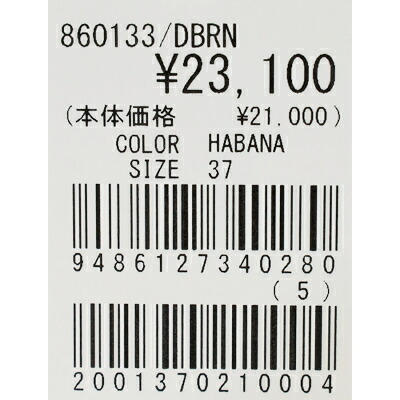 860133/DBRN
¥23,100
(本体価格 ¥21.000)
COLOR HABANA
SIZE 37
9486127340280
(5)
2001370210004